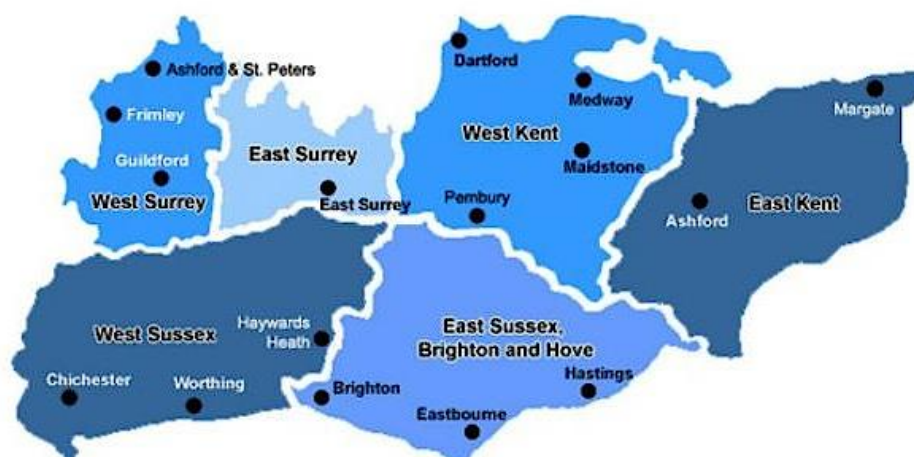 Ashford & St. Peters
Frimley
Guildford
West Surrey
East Surrey
East Surrey
Dartford
Medway
West Kent
Maidstone
Pembury
Margate
Ashford
East Kent
West Sussex
Haywards
Heath
Chichester
Worthing
East Sussex,
Brighton and Hove
Brighton
Hastings
Eastbourne